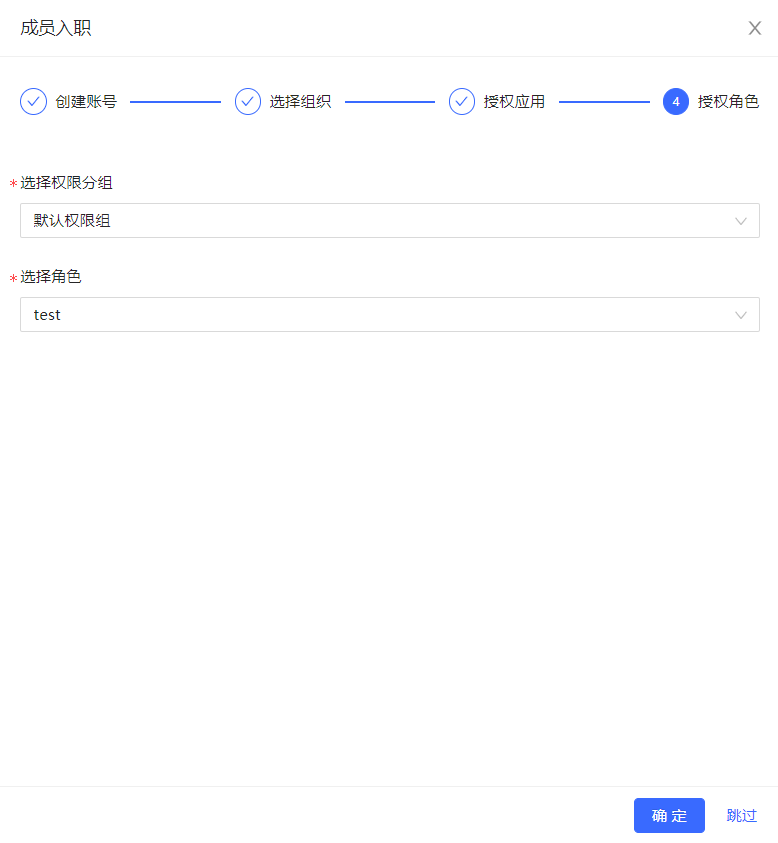 成员入职
创建账号 选择组织 授权应用 4 授权角色
*选择权限分组
默认权限组
*选择角色
test
确 定 跳过